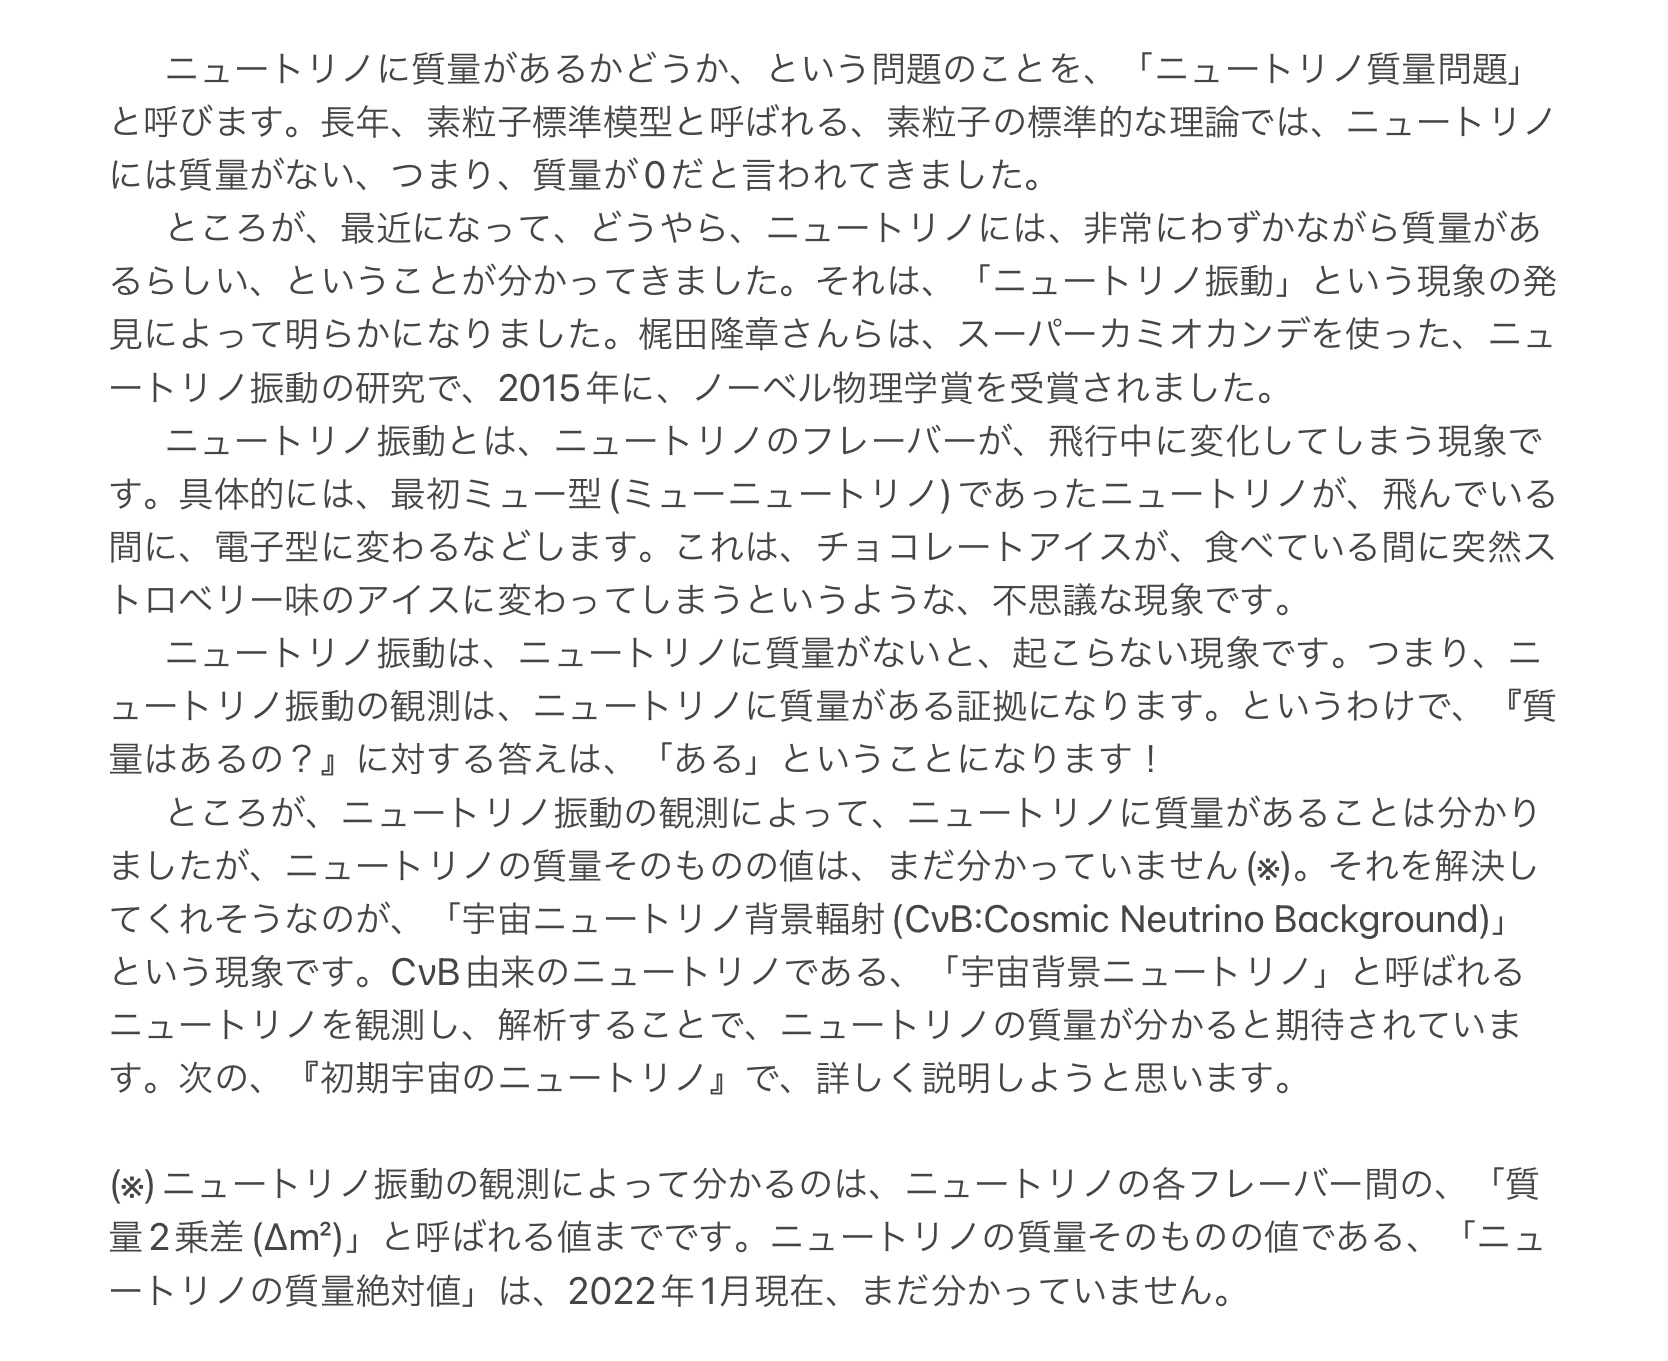 ニュートリノに質量があるかどうか、という問題のことを、「ニュートリノ質量問題」
と呼びます。長年、素粒子標準模型と呼ばれる、素粒子の標準的な理論では、ニュートリノ
には質量がない、つまり、質量が0だと言われてきました。
ところが、最近になって、どうやら、ニュートリノには、非常にわずかながら質量があ
るらしい、ということが分かってきました。それは、「ニュートリノ振動」という現象の発
見によって明らかになりました。梶田隆章さんらは、スーパーカミオカンデを使った、ニュ
ートリノ振動の研究で、2015年に、ノーベル物理学賞を受賞されました。
ニュートリノ振動とは、ニュートリノのフレーバーが、飛行中に変化してしまう現象で
す。具体的には、最初ミュー型(ミューニュートリノ)であったニュートリノが、飛んでいる
間に、電子型に変わるなどします。これは、チョコレートアイスが、食べている間に突然ス
トロベリー味のアイスに変わってしまうというような、不思議な現象です。
ニュートリノ振動は、ニュートリノに質量がないと、起こらない現象です。つまり、ニ
ュートリノ振動の観測は、ニュートリノに質量がある証拠になります。というわけで、『質
量はあるの？』に対する答えは、「ある」ということになります！
ところが、ニュートリノ振動の観測によって、ニュートリノに質量があることは分かり
ましたが、ニュートリノの質量そのものの値は、まだ分かっていません(※)。それを解決し
てくれそうなのが、「宇宙ニュートリノ背景輻射(CνB:Cosmic Neutrino Background)」
という現象です。CνB由来のニュートリノである、「宇宙背景ニュートリノ」と呼ばれる
ニュートリノを観測し、解析することで、ニュートリノの質量が分かると期待されていま
す。次の、『初期宇宙のニュートリノ』で、詳しく説明しようと思います。
(※)ニュートリノ振動の観測によって分かるのは、ニュートリノの各フレーバー間の、「質
量2乗差(Δm²)」と呼ばれる値までです。ニュートリノの質量そのものの値である、「ニュ
ートリノの質量絶対値」は、2022年1月現在、まだ分かっていません。